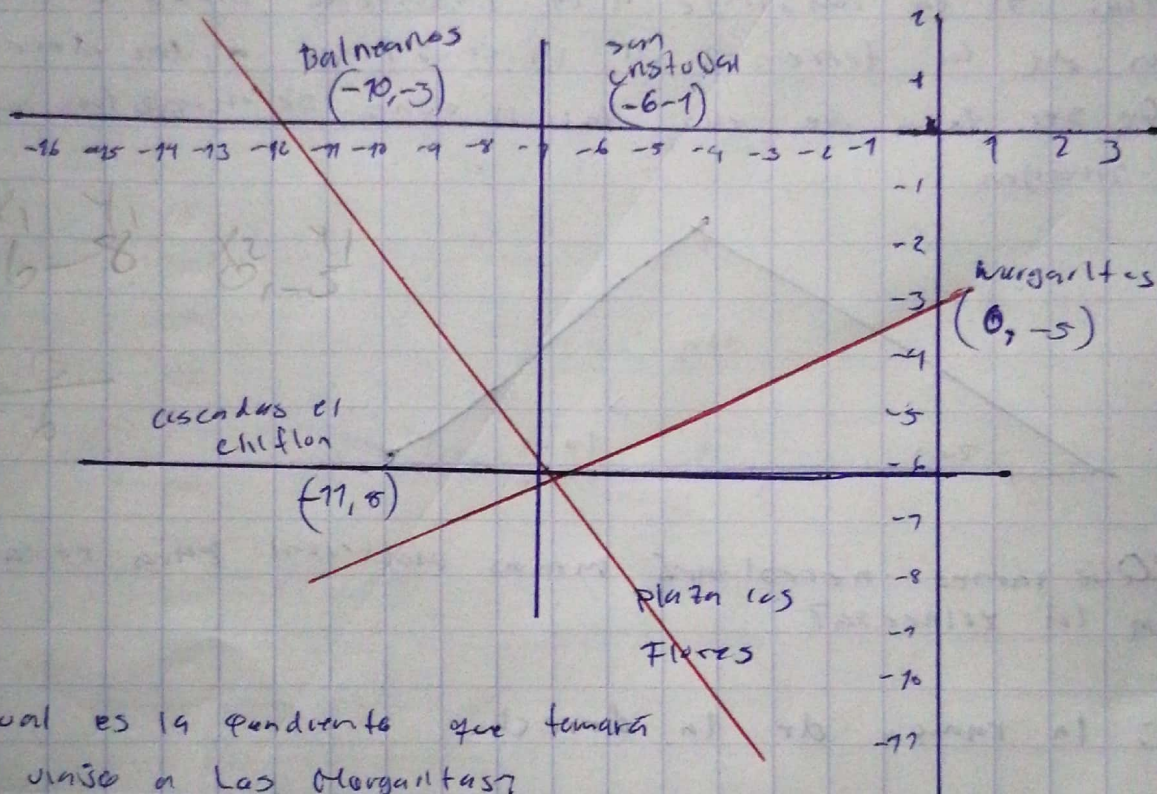 Balnearios
(-10,-3)
san
cristobal
(-6-1)
2
1
-16 -15 -14 -13 -12 -11 -10 -9 -8 -7 -6 -5 -4 -3 -2 -1 1 2 3
-1
-2
-3
Margaritas
(0, -5)
-4
-5
-6
cascadas el
chiflon
(-11, 8)
-7
-8
plaza las
-9
Flores
-10
-11
ual es la pendiente que tomara
viaje a Las Margaritas?